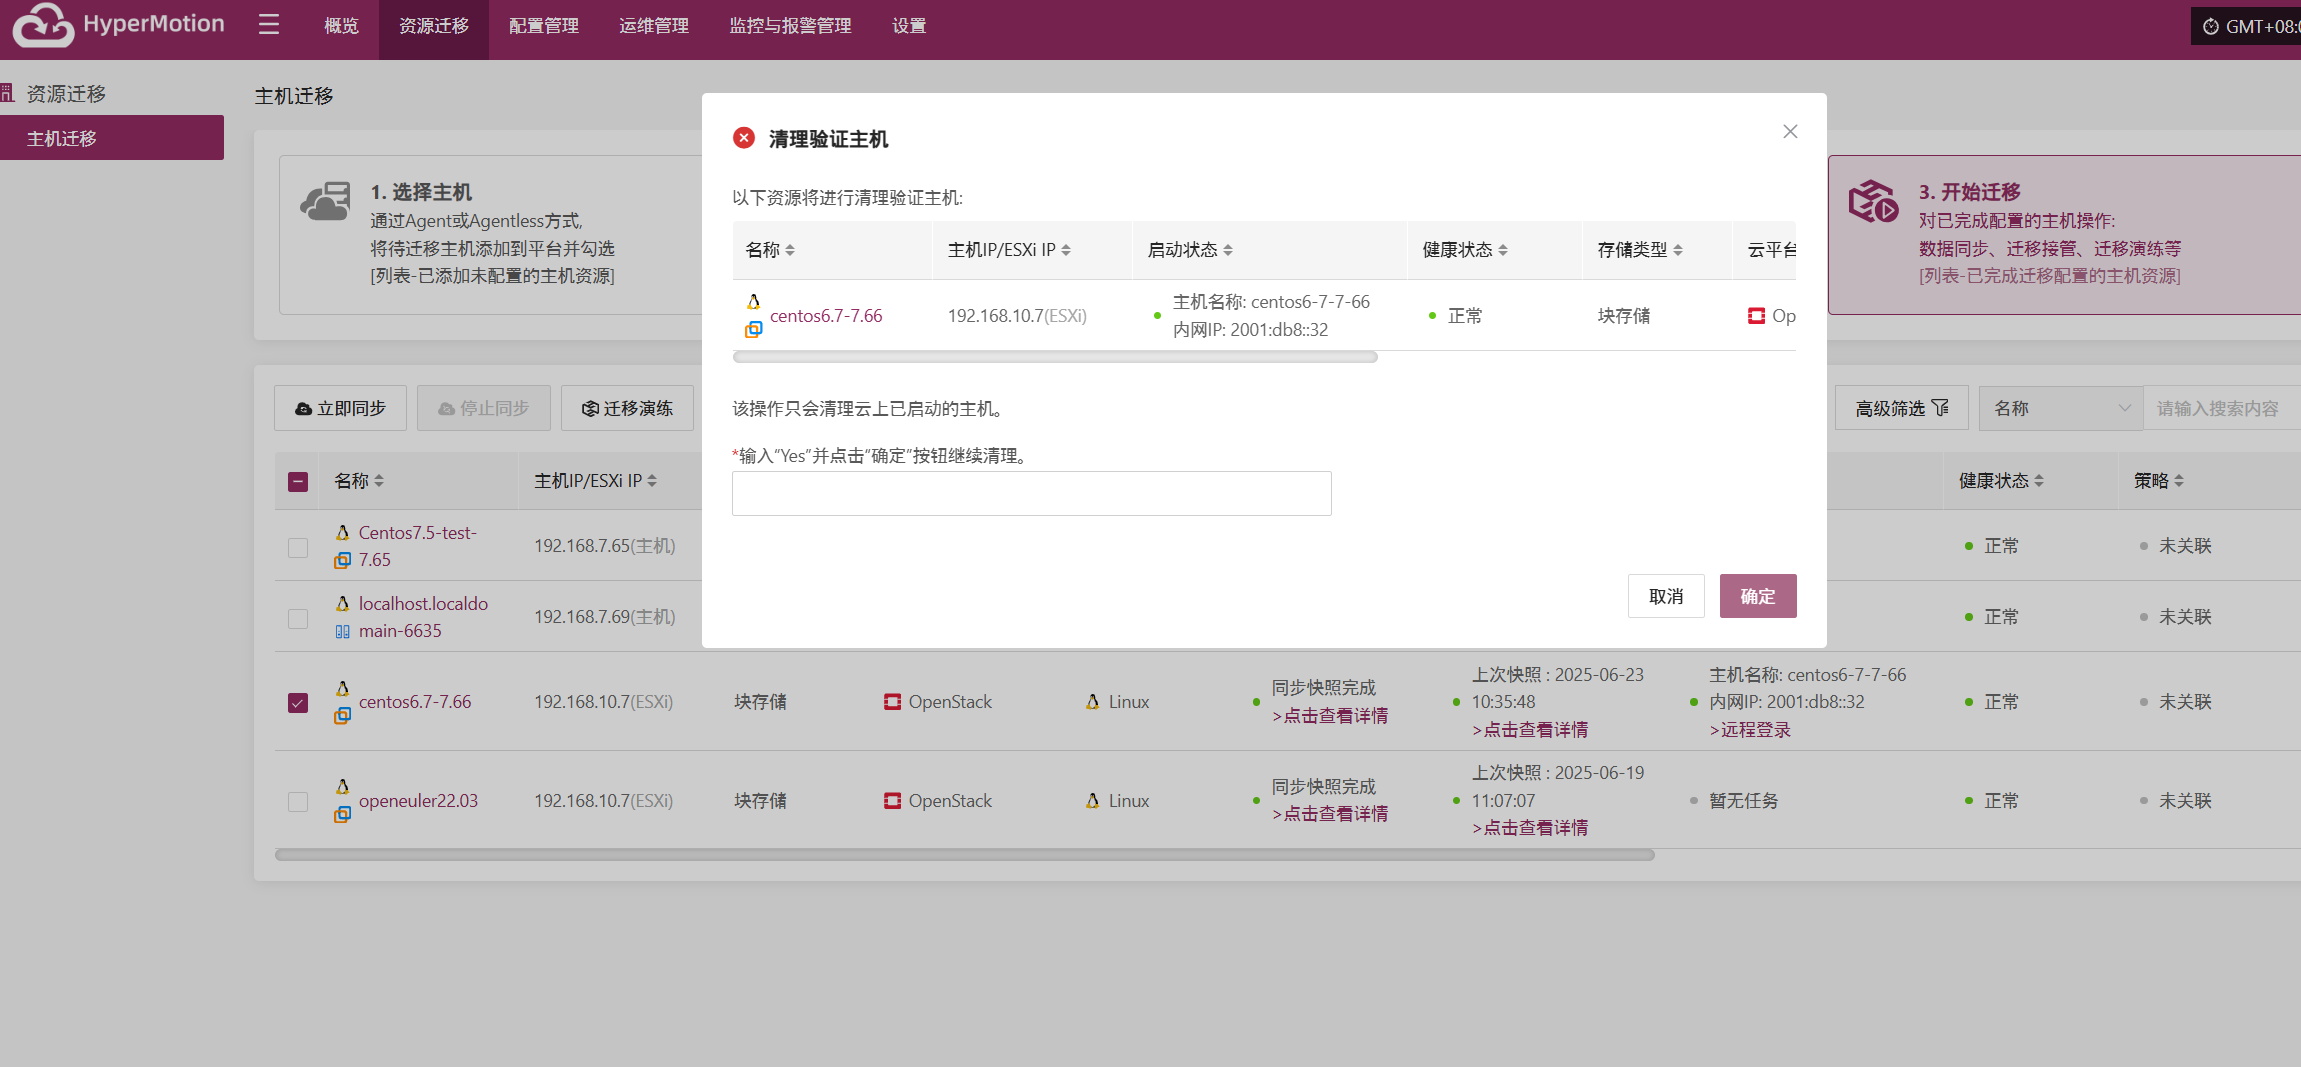 HyperMotion
概览
资源迁移
配置管理
运维管理
监控与报警管理
设置
GMT+08:
资源迁移
主机迁移
主机迁移
1. 选择主机
通过Agent或Agentless方式,
将待迁移主机添加到平台并勾选
[列表-已添加未配置的主机资源]
3. 开始迁移
对已完成配置的主机操作:
数据同步、迁移接管、迁移演练等
[列表-已完成迁移配置的主机资源]
清理验证主机
以下资源将进行清理验证主机:
名称
主机IP/ESXi IP
启动状态
健康状态
存储类型
云平台
centos6.7-7.66
192.168.10.7(ESXi)
主机名称: centos6-7-7-66
内网IP: 2001:db8::32
正常
块存储
Op
该操作只会清理云上已启动的主机。
*输入“Yes”并点击“确定”按钮继续清理。
取消
确定
立即同步
停止同步
迁移演练
高级筛选
名称
请输入搜索内容
名称
主机IP/ESXi IP
健康状态
策略
Centos7.5-test-
7.65
192.168.7.65(主机)
正常
未关联
localhost.localdo
main-6635
192.168.7.69(主机)
正常
未关联
centos6.7-7.66
192.168.10.7(ESXi)
块存储
OpenStack
Linux
同步快照完成
>点击查看详情
上次快照 : 2025-06-23
10:35:48
>点击查看详情
主机名称: centos6-7-7-66
内网IP: 2001:db8::32
>远程登录
正常
未关联
openeuler22.03
192.168.10.7(ESXi)
块存储
OpenStack
Linux
同步快照完成
>点击查看详情
上次快照 : 2025-06-19
11:07:07
>点击查看详情
暂无任务
正常
未关联